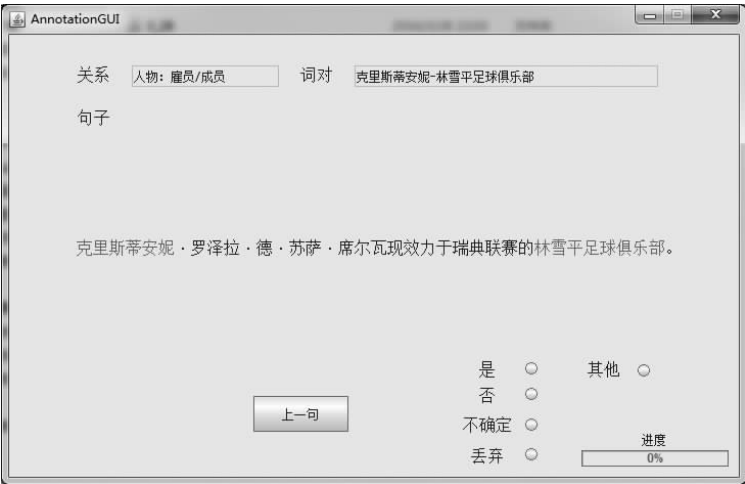 AnnotationGUI
关系 人物：雇员/成员 词对 克里斯蒂安妮-林雪平足球俱乐部
句子
克里斯蒂安妮·罗泽拉·德·苏萨·席尔瓦现效力于瑞典联赛的林雪平足球俱乐部。
是 其他
否
上一句
不确定
进度
丢弃
0%